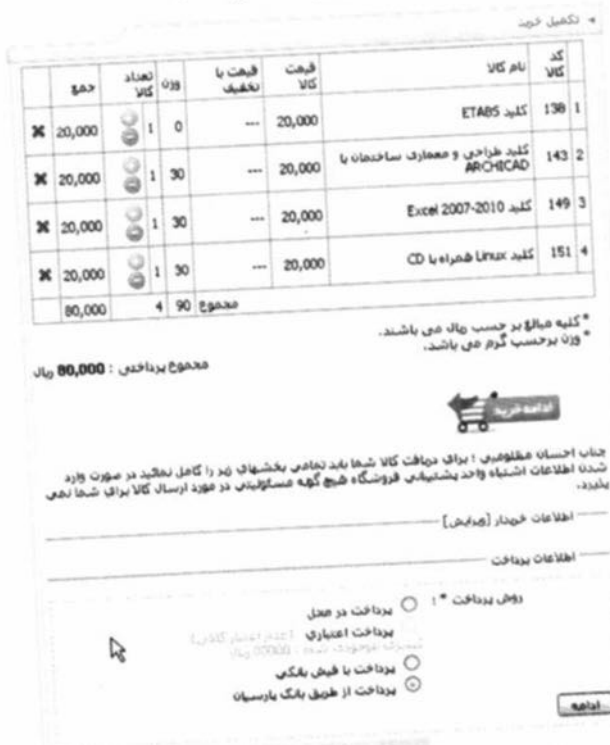 تکمیل خرید
کد کالا نام کالا قیمت کالا قیمت با تخفیف وزن تعداد کالا جمع
1 138 کلید ETABS 20,000 --- 0 1 20,000
2 143 کلید طراحی و معماری ساختمان با ARCHICAD 20,000 --- 30 1 20,000
3 149 کلید Excel 2007-2010 20,000 --- 30 1 20,000
4 151 کلید Linux همراه با CD 20,000 --- 30 1 20,000
مجموع 90 4 80,000
* کلیه مبالغ بر حسب ریال می باشند.
* وزن برحسب گرم می باشد.
مجموع پرداختی : 80,000 ریال
ادامه خرید
جناب احسان مظلومیی ؛ برای دریافت کالا شما باید تمامی بخشهای زیر را کامل نمائید در صورت وارد
شدن اطلاعات اشتباه واحد پشتیبانی فروشگاه هیچ گونه مسئولیتی در مورد ارسال کالا برای شما نمی
پذیرد.
اطلاعات خریدار [ویرایش]
اطلاعات پرداخت
روش پرداخت * :
پرداخت در محل
پرداخت اعتباری
پرداخت با فیش بانکی
پرداخت از طریق بانک پارسیان
ادامه